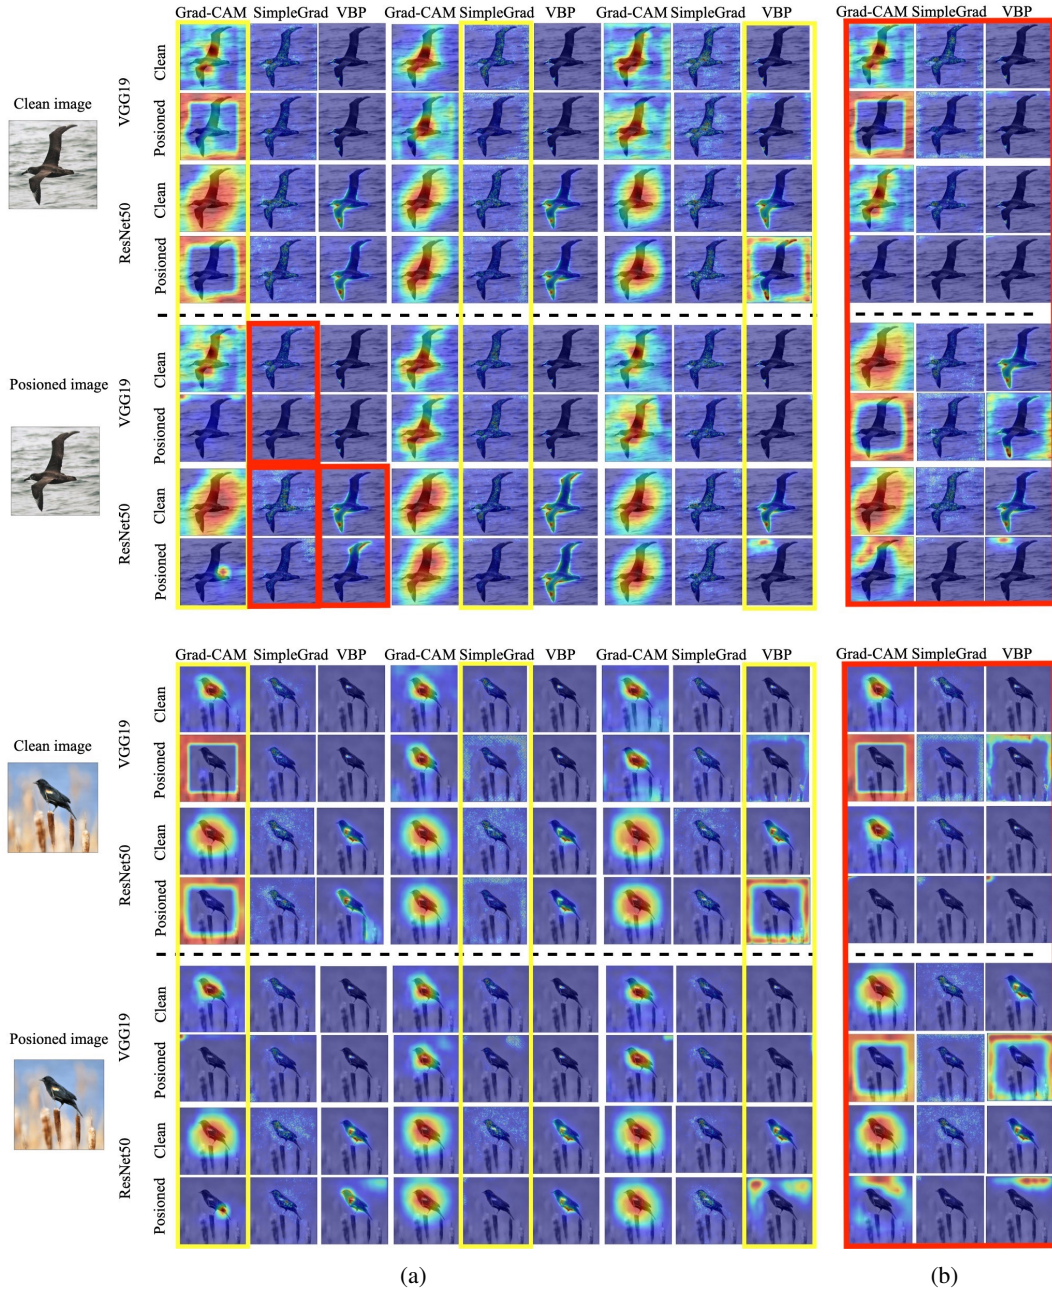 Grad-CAM SimpleGrad VBP Grad-CAM SimpleGrad VBP Grad-CAM SimpleGrad VBP Grad-CAM SimpleGrad VBP
Clean image
VGG19
Clean
Posioned
ResNet50
Clean
Posioned
Posioned image
VGG19
Clean
Posioned
ResNet50
Clean
Posioned
Grad-CAM SimpleGrad VBP Grad-CAM SimpleGrad VBP Grad-CAM SimpleGrad VBP Grad-CAM SimpleGrad VBP
Clean image
VGG19
Clean
Posioned
ResNet50
Clean
Posioned
Posioned image
VGG19
Clean
Posioned
ResNet50
Clean
Posioned
(a) (b)